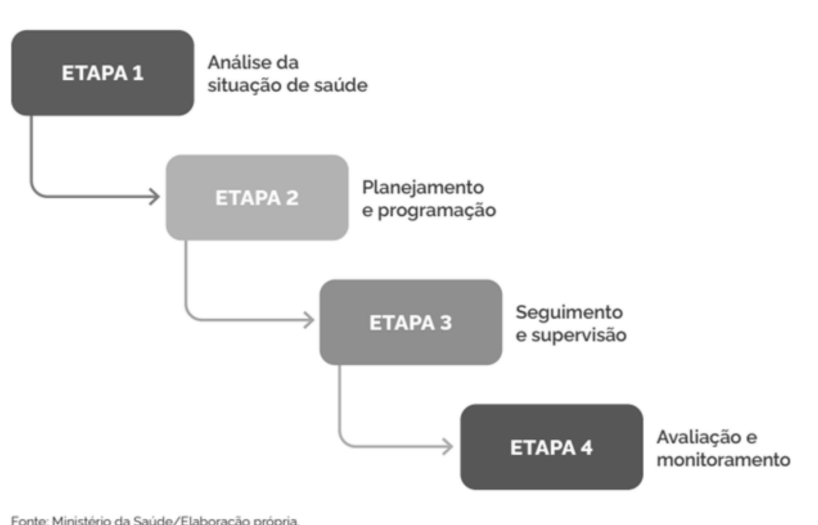 ETAPA 1
Análise da
situação de saúde
ETAPA 2
Planejamento
e programação
ETAPA 3
Seguimento
e supervisão
ETAPA 4
Avaliação e
monitoramento
Fonte: Ministério da Saúde/Elaboração própria.